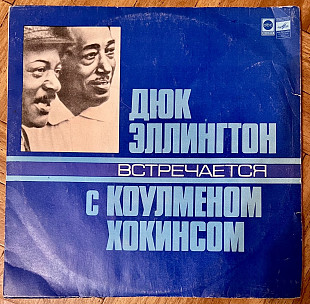 ДЮК
ЭЛЛИНГТОН
ВСТРЕЧАЕТСЯ
С КОУЛМЕНОМ
ХОКИНСОМ